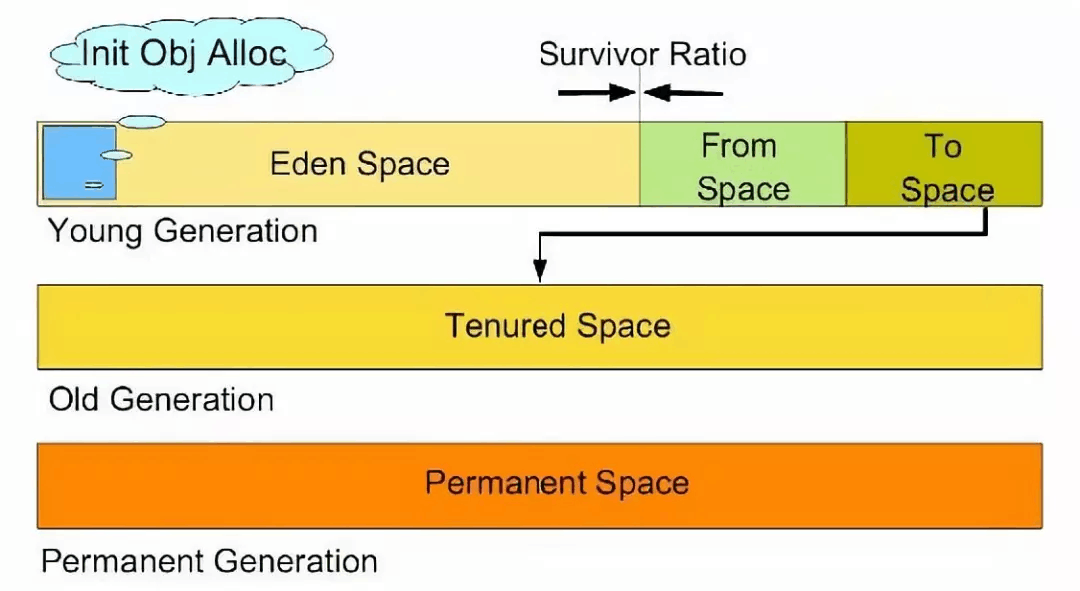 Init Obj Alloc
Survivor Ratio
Eden Space
From
Space
To
Space
Young Generation
Tenured Space
Old Generation
Permanent Space
Permanent Generation